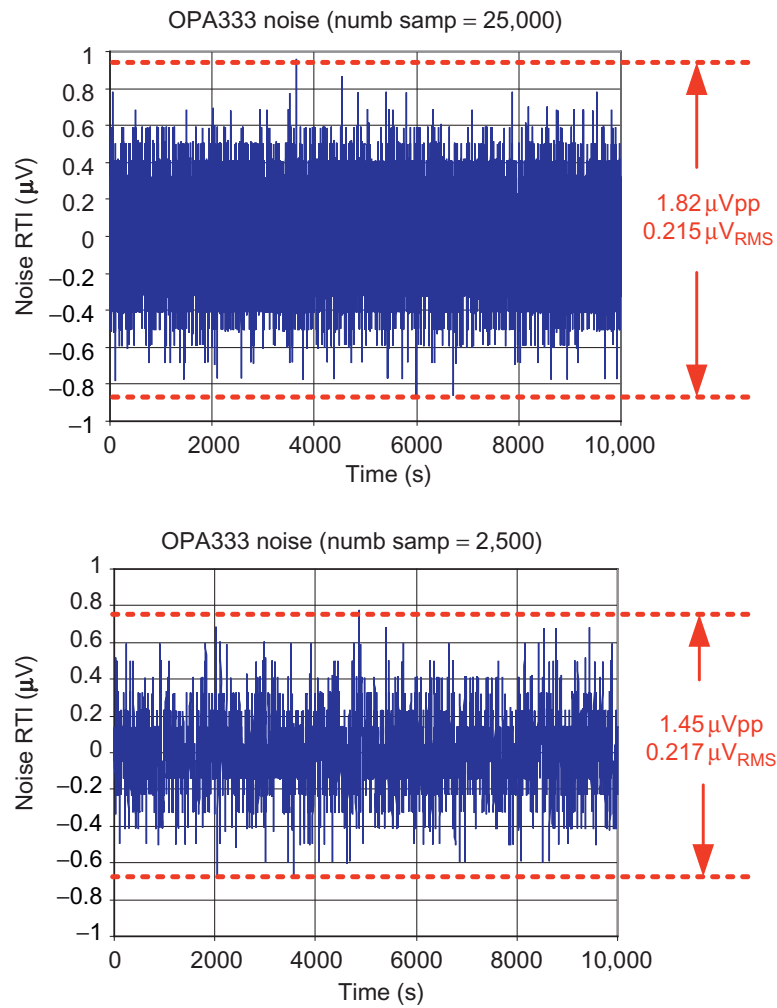 OPA333 noise (numb samp = 25,000)
Noise RTI (µV)
1
0.8
0.6
0.4
0.2
0
−0.2
−0.4
−0.6
−0.8
−1
0 2000 4000 6000 8000 10,000
Time (s)
1.82 µVpp
0.215 µVRMS
OPA333 noise (numb samp = 2,500)
Noise RTI (µV)
1
0.8
0.6
0.4
0.2
0
−0.2
−0.4
−0.6
−0.8
−1
0 2000 4000 6000 8000 10,000
Time (s)
1.45 µVpp
0.217 µVRMS